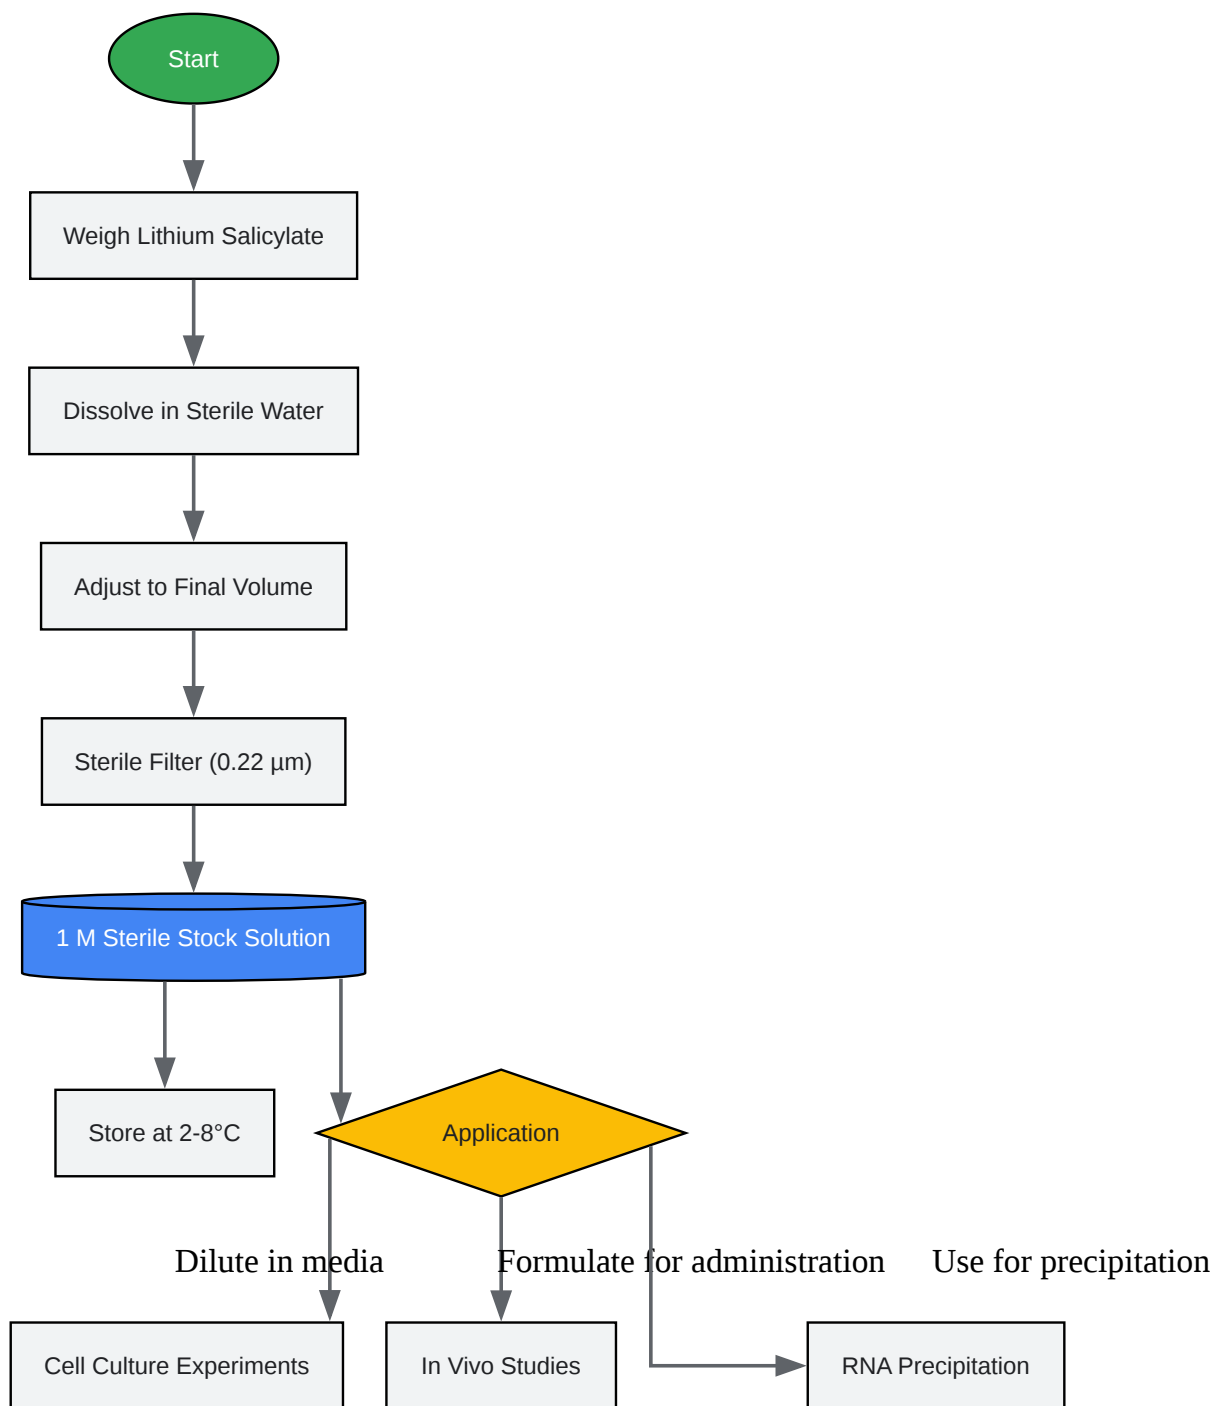 Start
Weigh Lithium Salicylate
Dissolve in Sterile Water
Adjust to Final Volume
Sterile Filter (0.22 µm)
1 M Sterile Stock Solution
Store at 2-8°C
Application
Dilute in media
Formulate for administration
Use for precipitation
Cell Culture Experiments
In Vivo Studies
RNA Precipitation